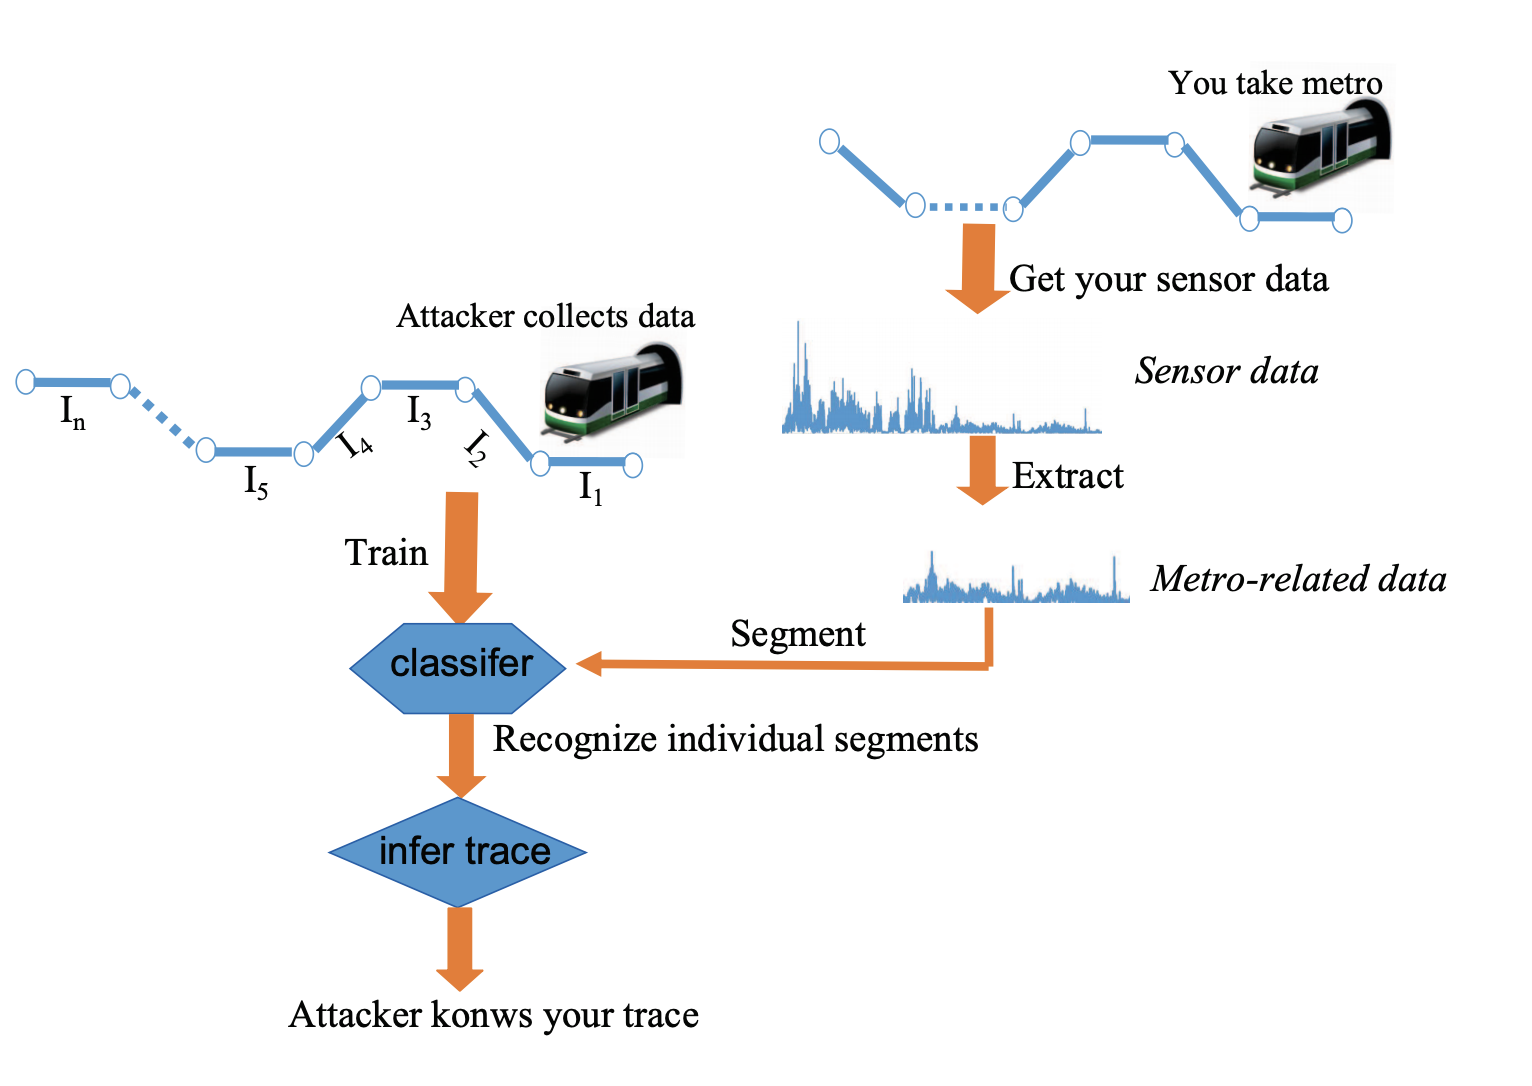 You take metro
Get your sensor data
Sensor data
Attacker collects data
Iₙ
I₅
I₄
I₃
I₂
I₁
Extract
Train
Metro-related data
Segment
classifer
Recognize individual segments
infer trace
Attacker konws your trace